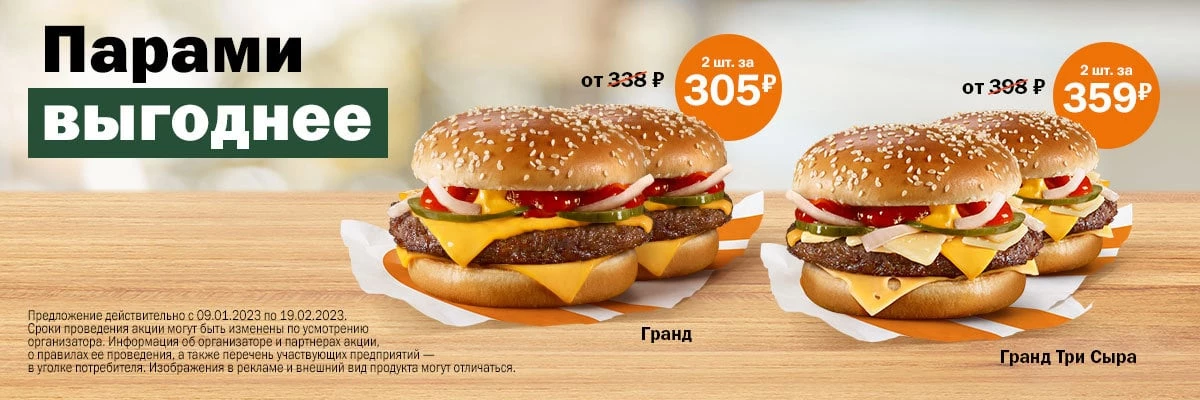 Парами
выгоднее
от 338 ₽
2 шт. за
305₽
от 398 ₽
2 шт. за
359₽
Гранд
Гранд Три Сыра
Предложение действительно с 09.01.2023 по 19.02.2023.
Сроки проведения акции могут быть изменены по усмотрению
организатора. Информация об организаторе и партнерах акции,
о правилах ее проведения, а также перечень участвующих предприятий —
в уголке потребителя. Изображения в рекламе и внешний вид продукта могут отличаться.